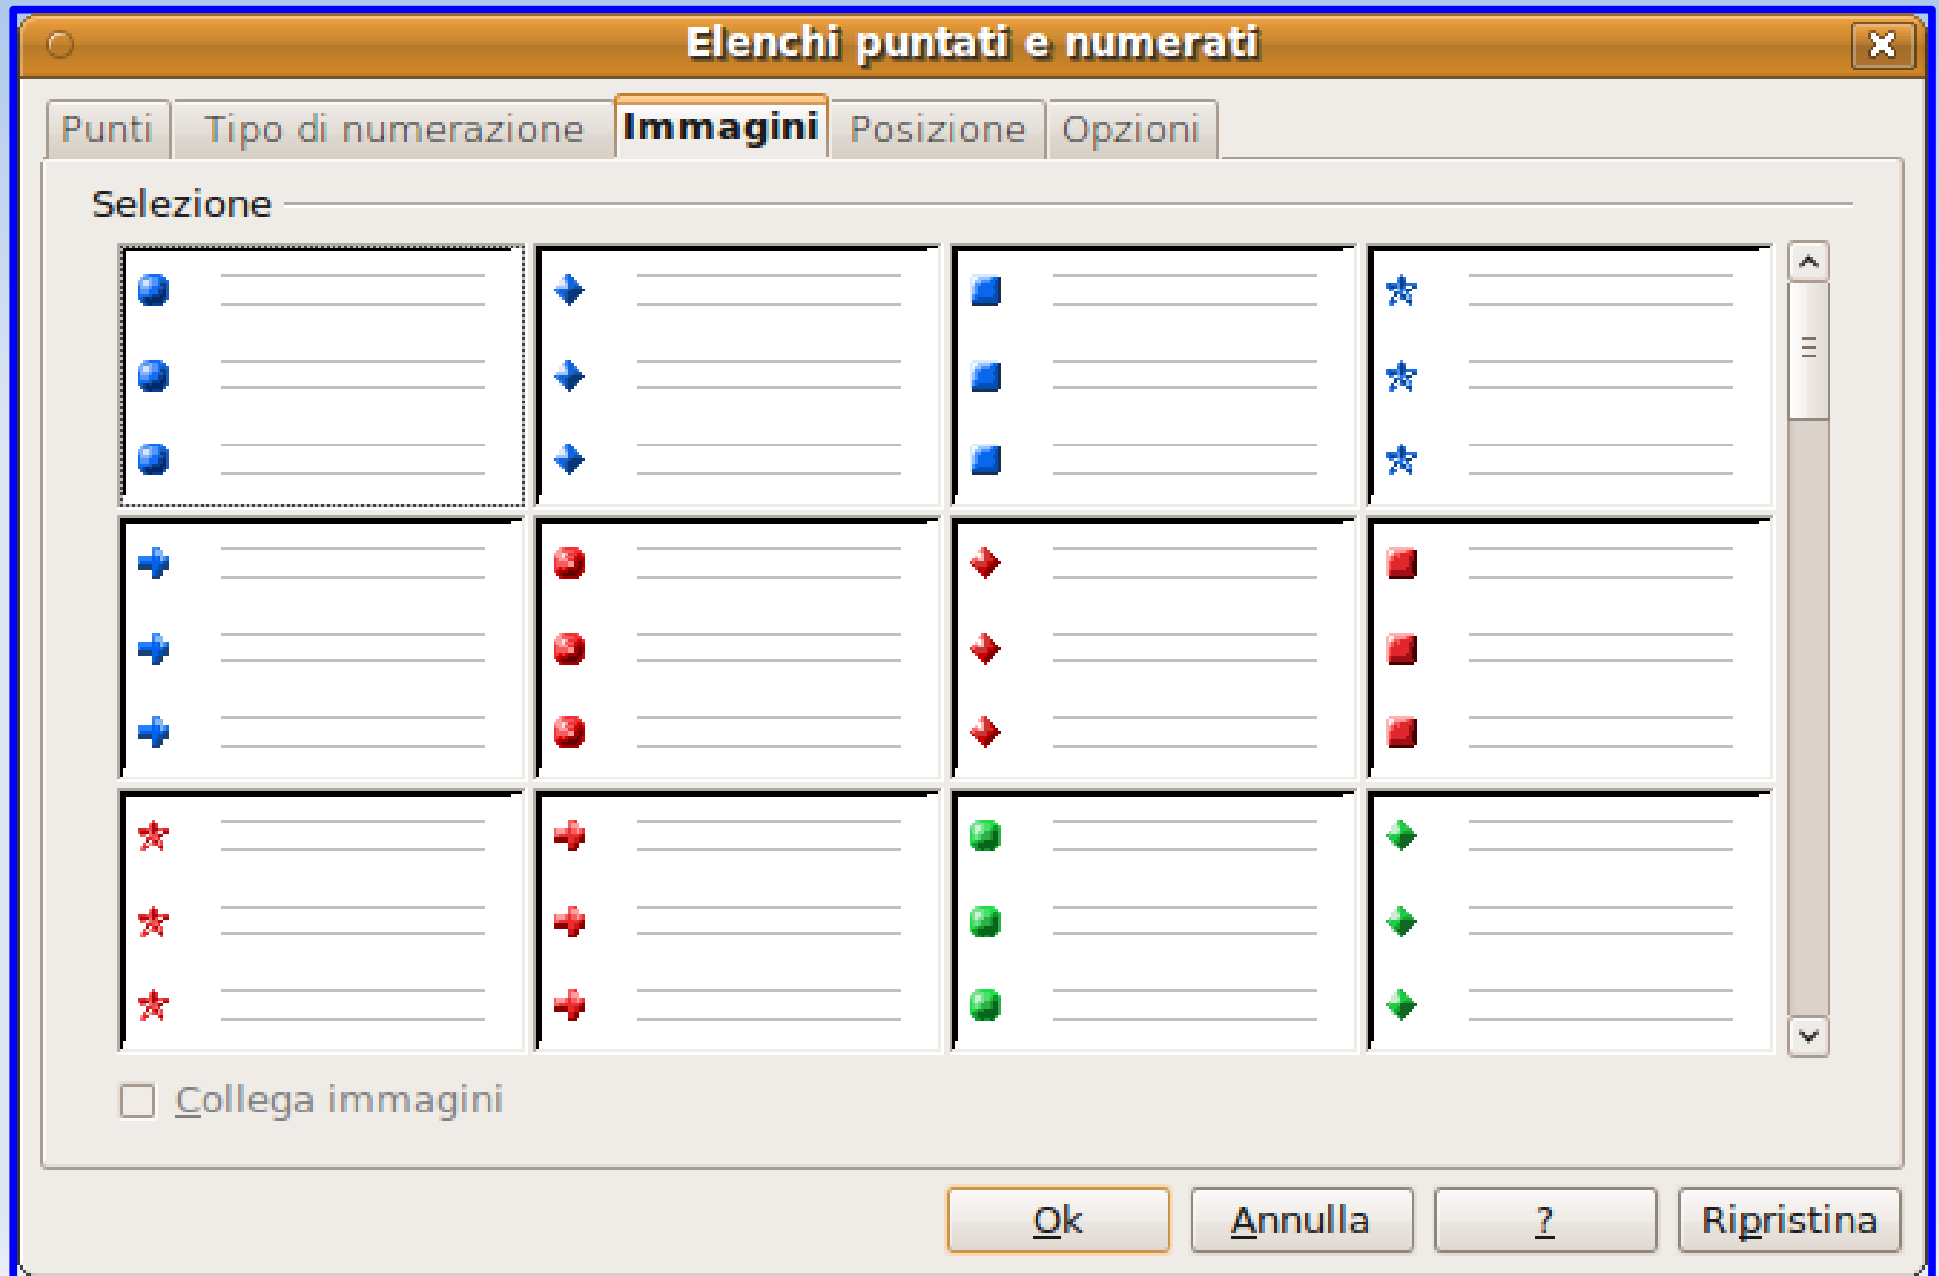 Elenchi puntati e numerati
Punti Tipo di numerazione Immagini Posizione Opzioni
Selezione
Collega immagini
Ok Annulla ? Ripristina